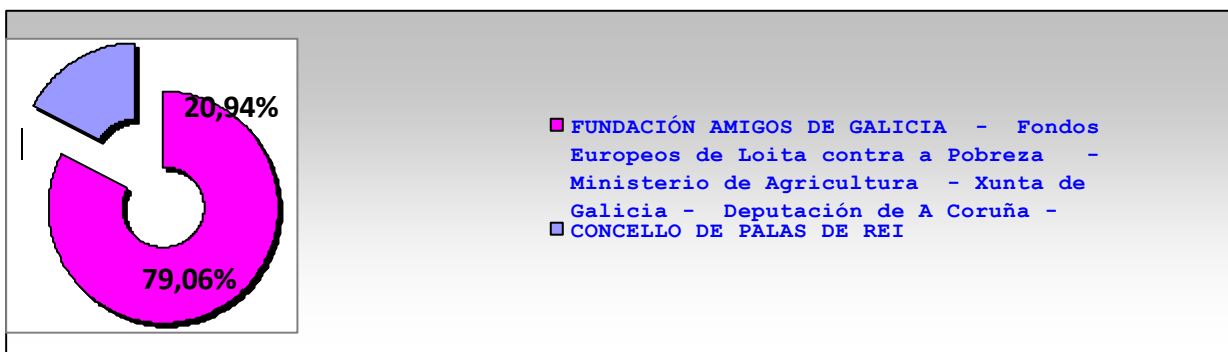 20,94%
79,06%
FUNDACIÓN AMIGOS DE GALICIA - Fondos
Europeos de Loita contra a Pobreza -
Ministerio de Agricultura - Xunta de
Galicia - Deputación de A Coruña -
CONCELLO DE PALAS DE REI